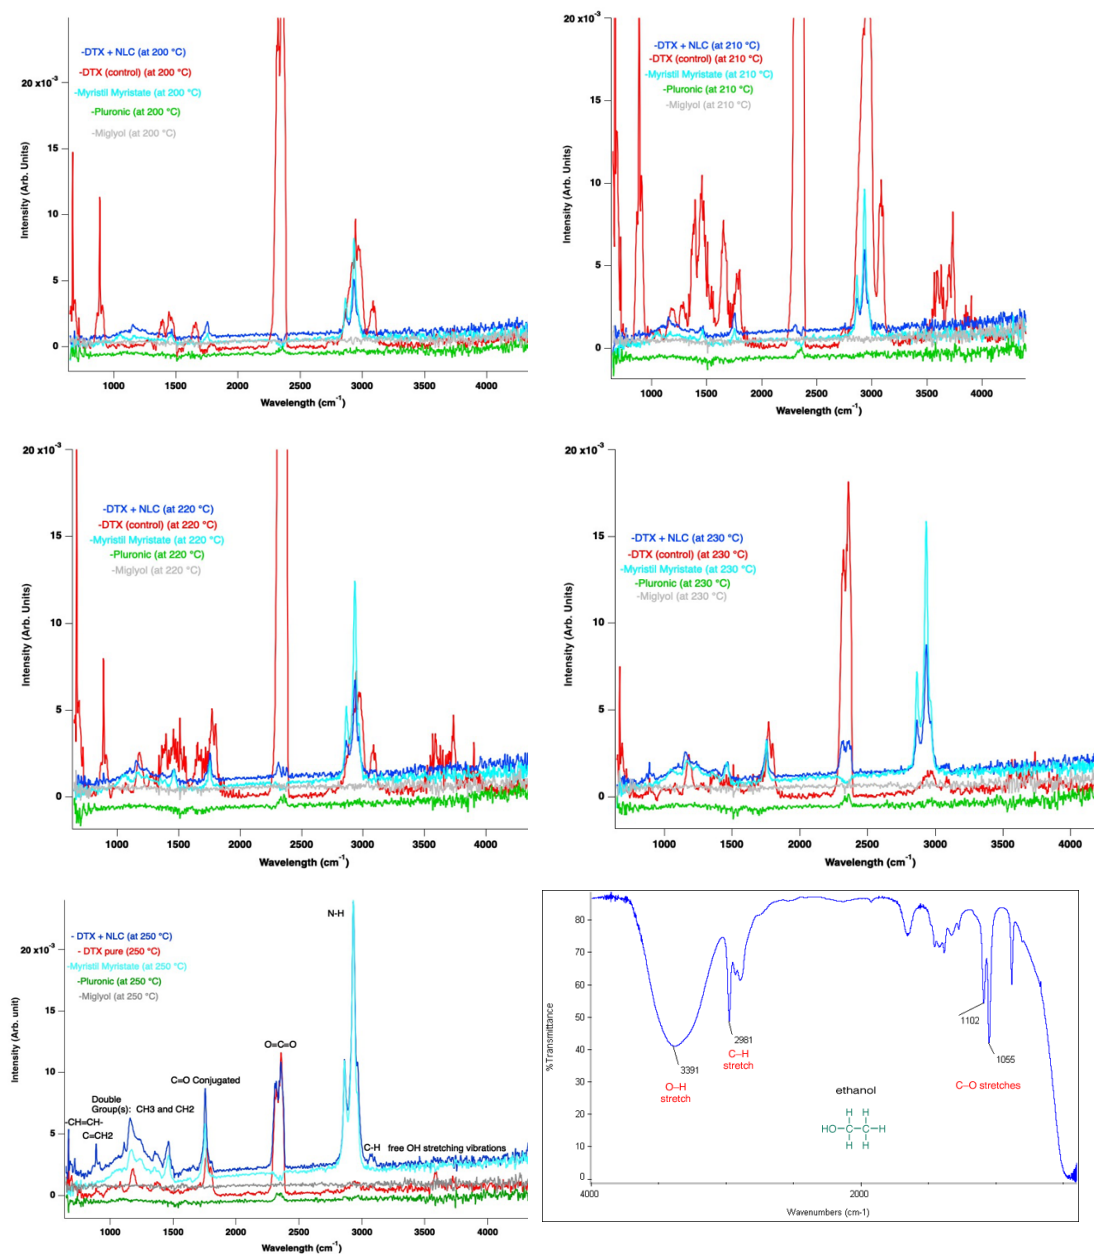 -DTX + NLC (at 200 °C)
-DTX (control) (at 200 °C)
-Myristil Myristate (at 200 °C)
-Pluronic (at 200 °C)
-Miglyol (at 200 °C)
20 x10-3
15
10
5
0
Intensity (Arb. Units)
1000 1500 2000 2500 3000 3500 4000
Wavelength (cm-1)
-DTX + NLC (at 210 °C)
-DTX (control) (at 210 °C)
-Myristil Myristate (at 210 °C)
-Pluronic (at 210 °C)
-Miglyol (at 210 °C)
20 x10-3
15
10
5
0
Intensity (Arb. Units)
1000 1500 2000 2500 3000 3500 4000
Wavelength (cm-1)
-DTX + NLC (at 220 °C)
-DTX (control) (at 220 °C)
-Myristil Myristate (at 220 °C)
-Pluronic (at 220 °C)
-Miglyol (at 220 °C)
20 x10-3
15
10
5
0
Intensity (Arb. Units)
1000 1500 2000 2500 3000 3500 4000
Wavelength (cm-1)
-DTX + NLC (at 230 °C)
-DTX (control) (at 230 °C)
-Myristil Myristate (at 230 °C)
-Pluronic (at 230 °C)
-Miglyol (at 230 °C)
20 x10-3
15
10
5
0
Intensity (Arb. Units)
1000 1500 2000 2500 3000 3500 4000
Wavelength (cm-1)
- DTX + NLC (at 250 °C)
- DTX pure (250 °C)
-Myristil Myristate (at 250 °C)
-Pluronic (at 250 °C)
-Miglyol (at 250 °C)
20 x10-3
15
10
5
0
Intensity (Arb. unit)
N-H
O=C=O
C=O Conjugated
Double
Group(s): CH3 and CH2
-CH=CH-
C=CH2
C-H
free OH stretching vibrations
1000 1500 2000 2500 3000 3500 4000
Wavelength (cm-1)
80
70
60
50
40
30
20
10
0
%Transmittance
3391
O–H
stretch
2981
C–H
stretch
1102
1055
C–O stretches
ethanol
H H
HO–C–C–H
H H
4000 2000
Wavenumbers (cm-1)